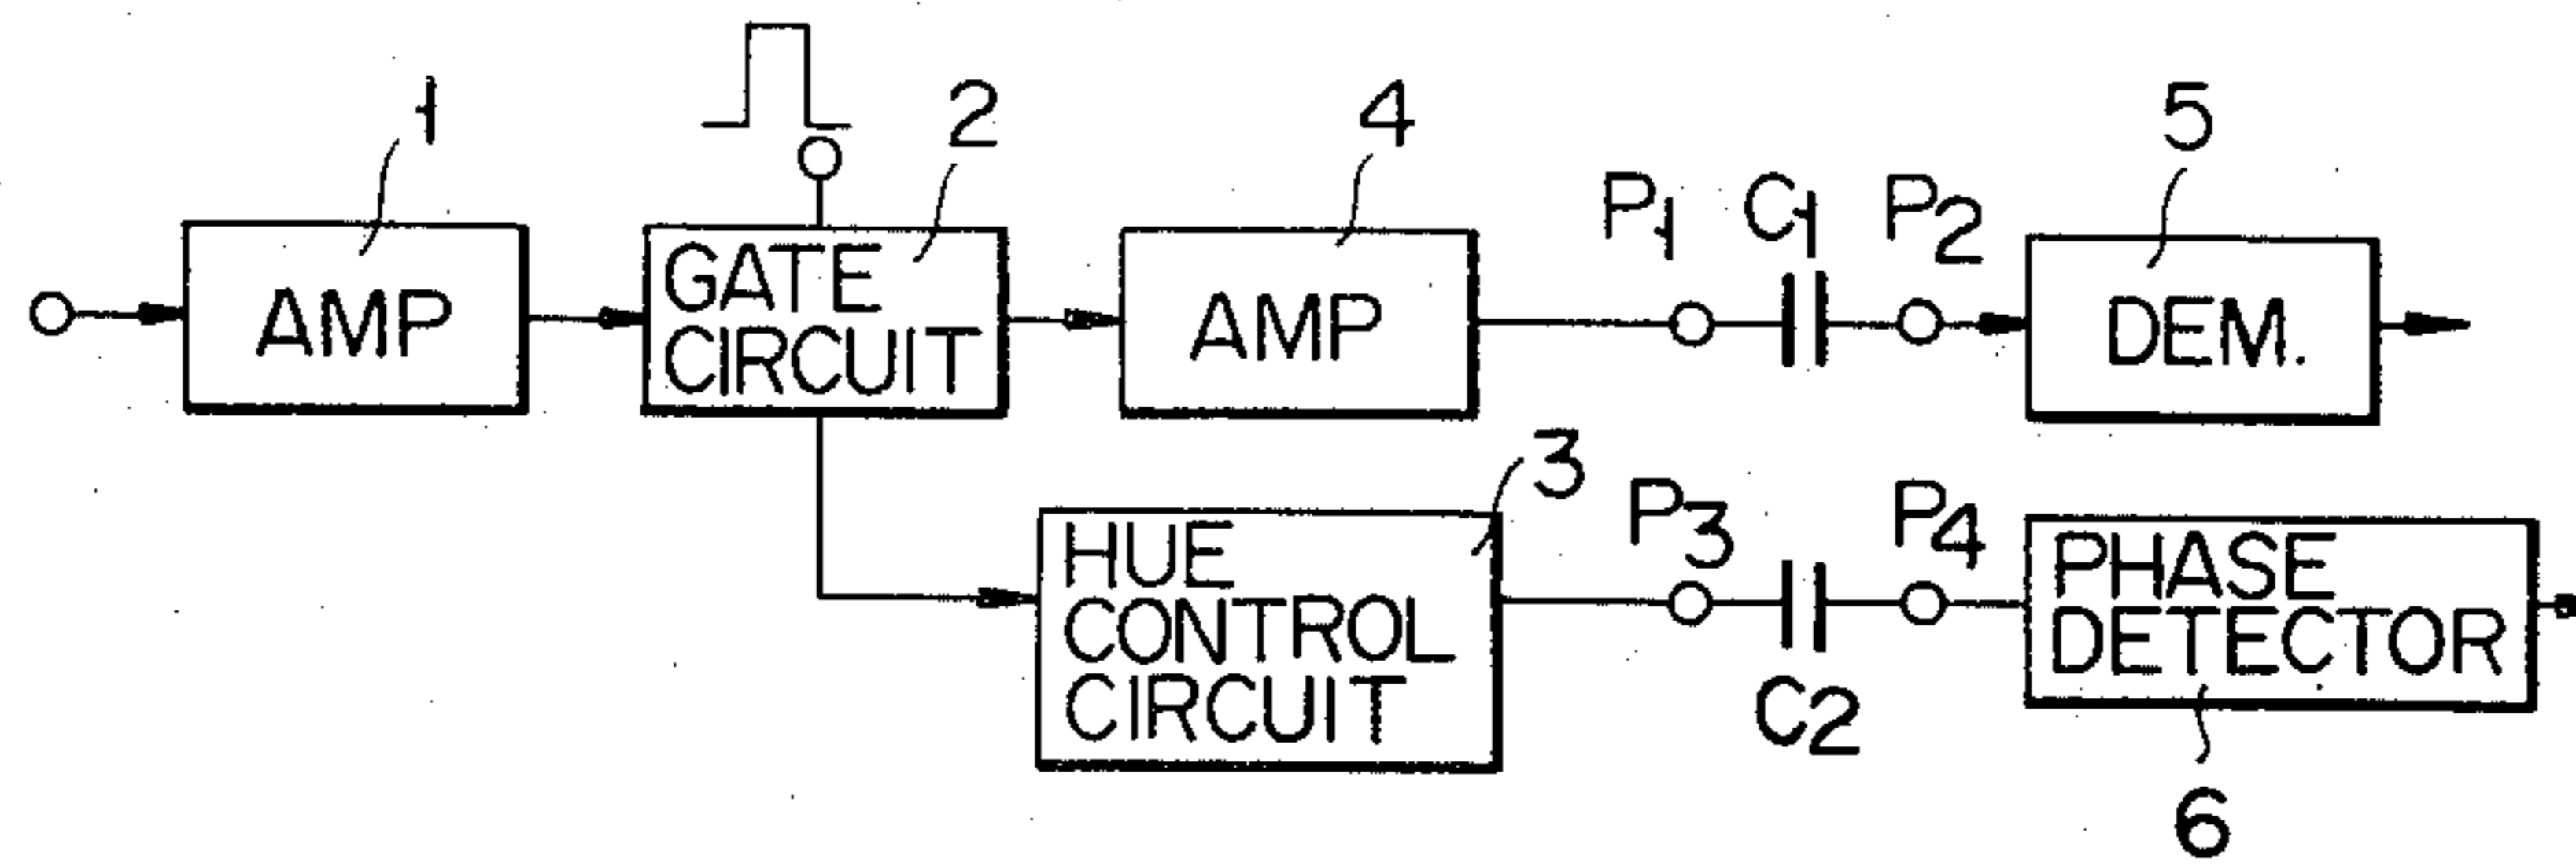 1
2
4
5
AMP
GATE
CIRCUIT
AMP
P1
C1
P2
DEM.
3
HUE
CONTROL
CIRCUIT
P3
C2
P4
PHASE
DETECTOR
6